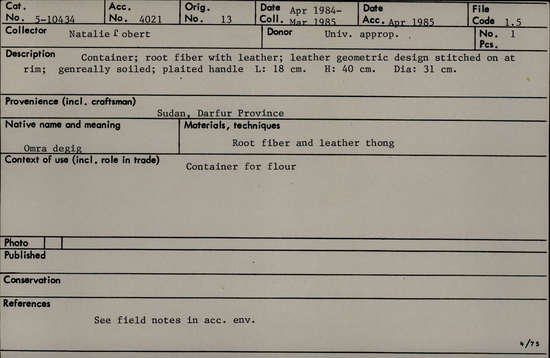 Cat. No. 5-10434 Acc. No. 4021 Orig. No. 13 Date Coll. Apr 1984- Mar 1985 Date Acc. Apr 1985 File Code 1.5
Collector Natalie Tobert Donor Univ. approp. No. 1 Pcs.
Description Container; root fiber with leather; leather geometric design stitched on at
rim; genreally soiled; plaited handle L: 18 cm. H: 40 cm. Dia: 31 cm.
Provenience (incl. craftsman)
Sudan, Darfur Province
Native name and meaning Materials, techniques
Omra degig Root fiber and leather thong
Context of use (incl. role in trade) Container for flour
Photo
Published
Conservation
References
See field notes in acc. env.
4/75